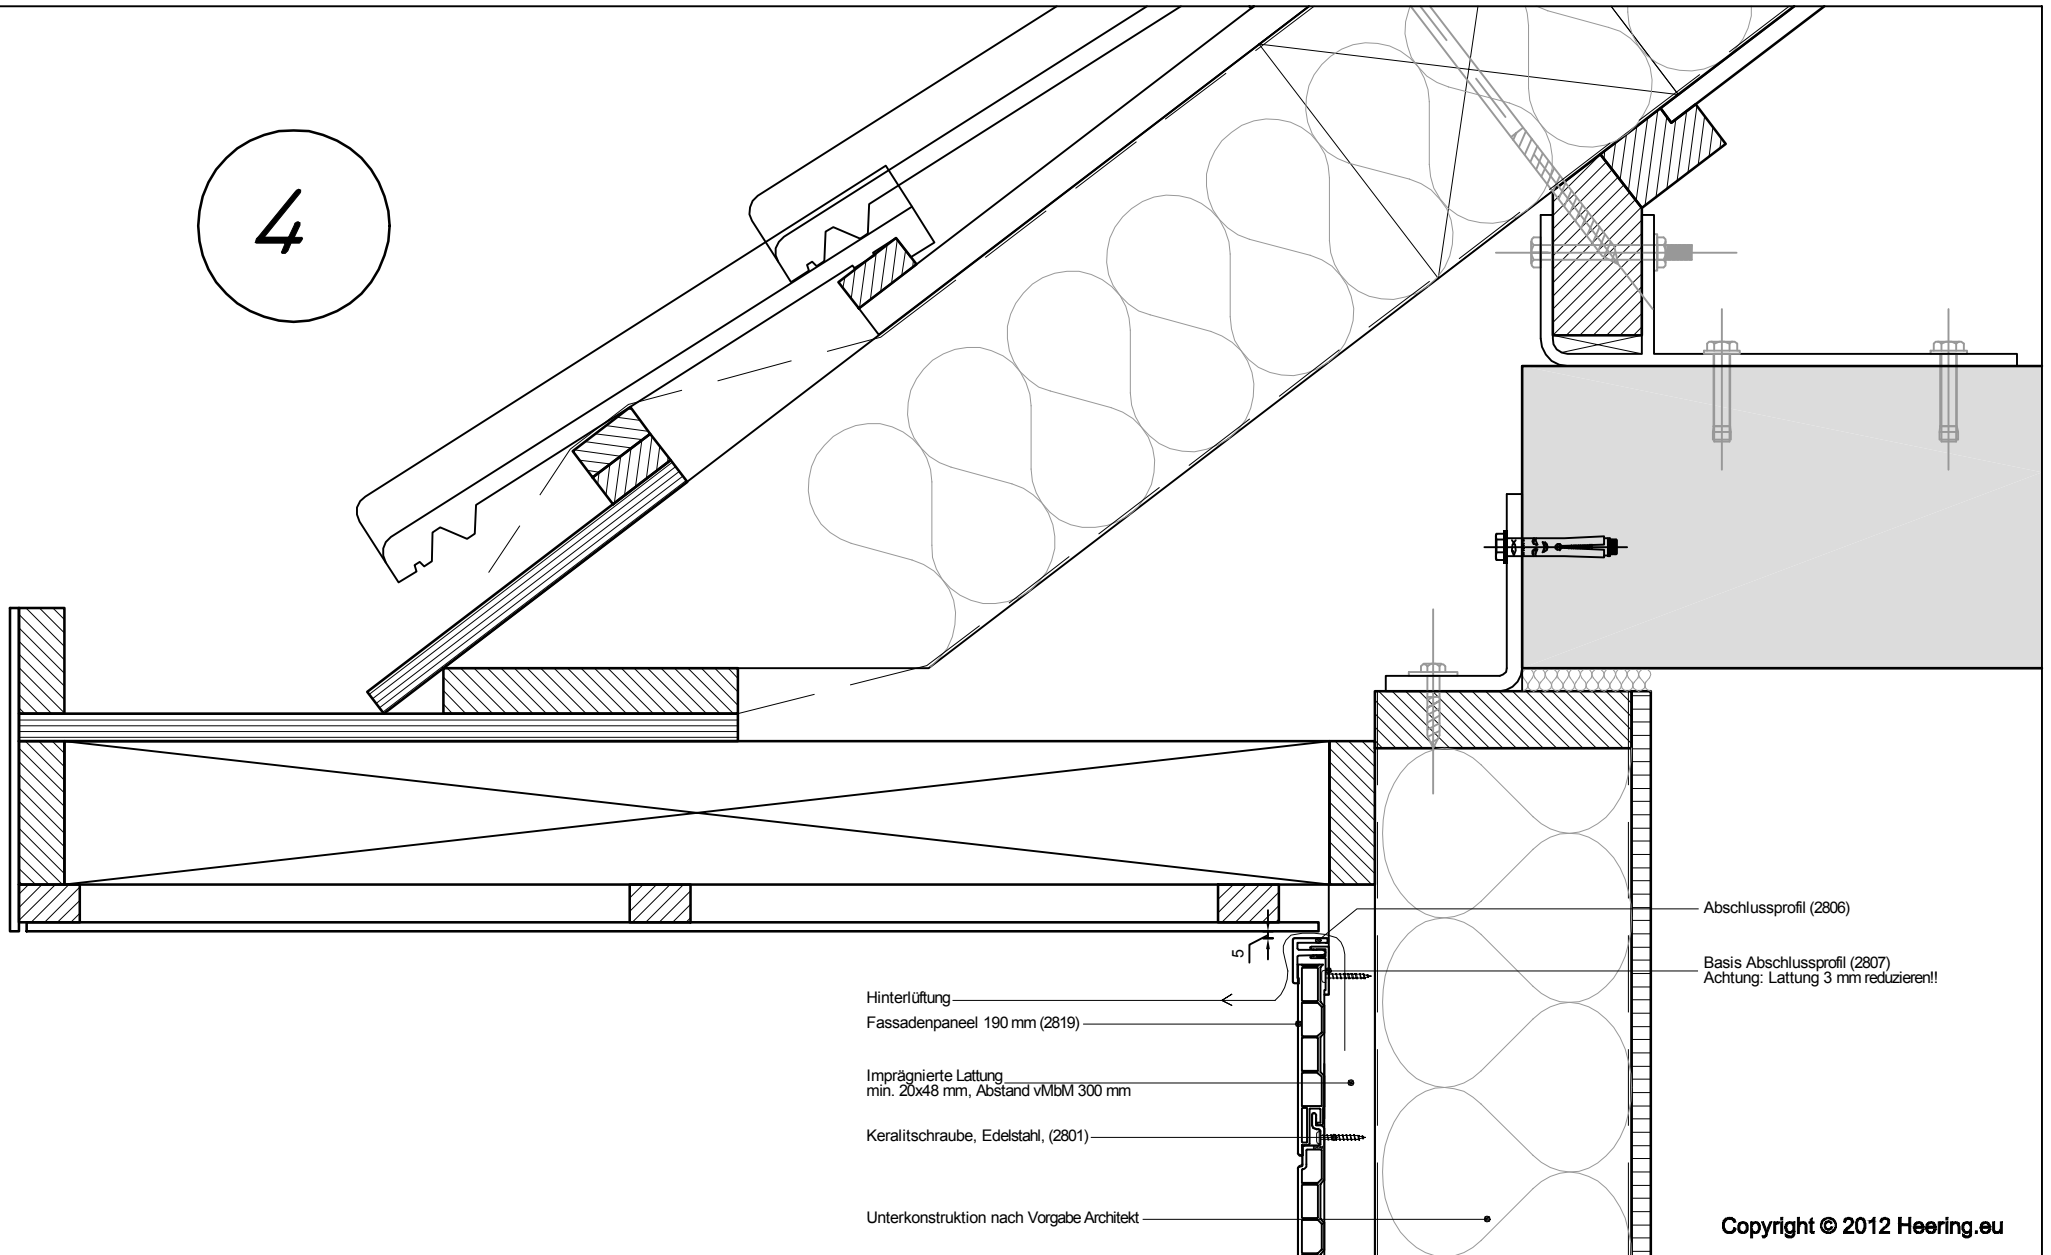 4
Abschlussprofil (2806)
Basis Abschlussprofil (2807)
Achtung: Lattung 3 mm reduzieren!!
5
Hinterlüftung
Fassadenpaneel 190 mm (2819)
Imprägnierte Lattung
min. 20x48 mm, Abstand vMbM 300 mm
Keralitschraube, Edelstahl, (2801)
Unterkonstruktion nach Vorgabe Architekt
Copyright © 2012 Heering.eu